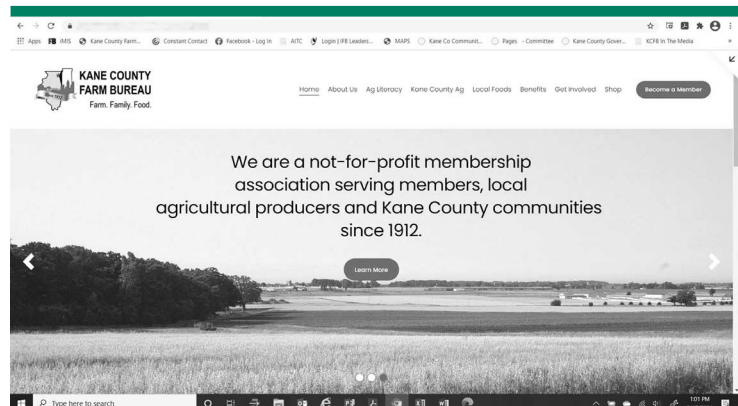 Apps
iMIS
Kane County Farm...
Constant Contact
Facebook - Log In
AITC
Login | IFB Leaders...
MAPS
Kane Co Communit...
Pages - Committee
Kane County Gover...
KCFB In The Media
»
KANE COUNTY
FARM BUREAU
Farm. Family. Food.
Home About Us Ag Literacy Kane County Ag Local Foods Benefits Get Involved Shop
Become a Member
We are a not-for-profit membership
association serving members, local
agricultural producers and Kane County communities
since 1912.
Learn More
Type here to search
1:01 PM